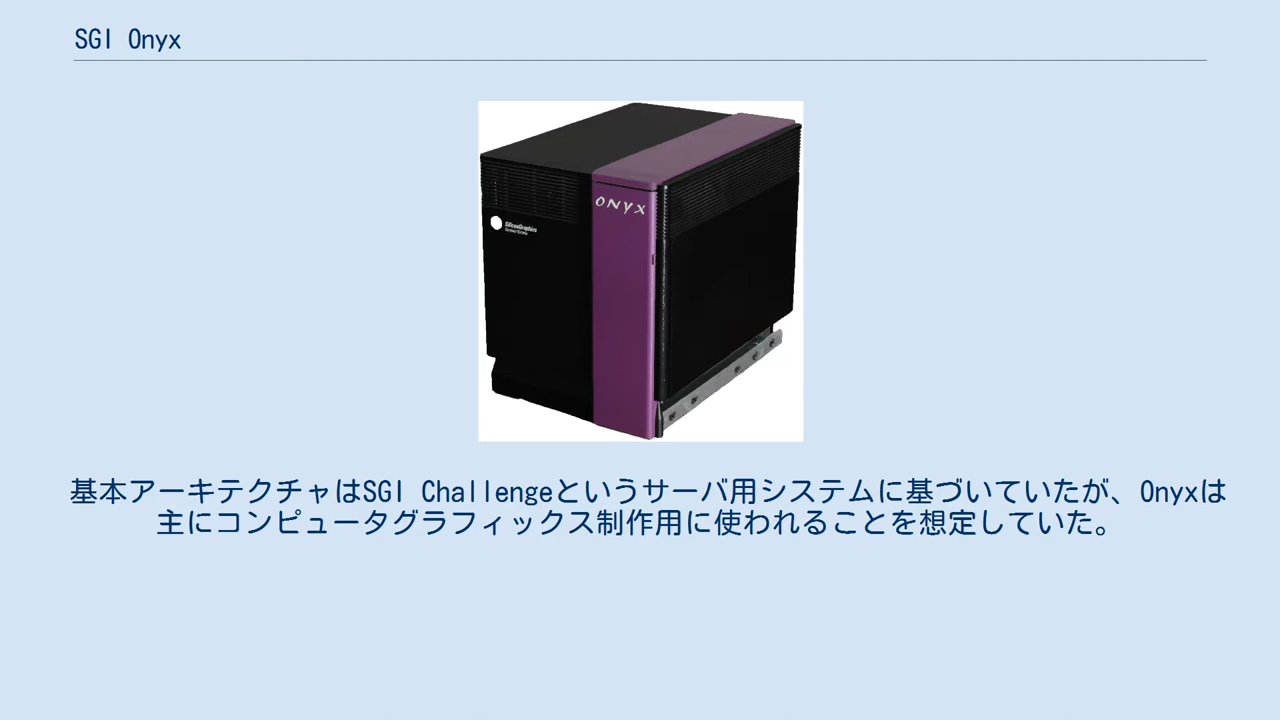 SGI Onyx
onyx
SiliconGraphics
基本アーキテクチャはSGI Challengeというサーバ用システムに基づいていたが、Onyxは
主にコンピュータグラフィックス制作用に使われることを想定していた。